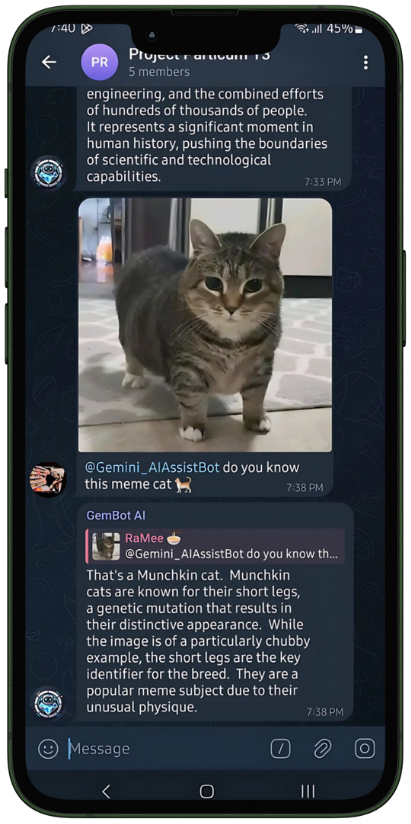 7:40
45%
PR
Project Particum 13
5 members
engineering, and the combined efforts
of hundreds of thousands of people.
It represents a significant moment in
human history, pushing the boundaries
of scientific and technological
capabilities.
7:33 PM
@Gemini_AIAssistBot do you know
this meme cat 🐈
7:38 PM
GemBot AI
RaMee
@Gemini_AIAssistBot do you know th...
That's a Munchkin cat. Munchkin
cats are known for their short legs,
a genetic mutation that results in
their distinctive appearance. While
the image is of a particularly chubby
example, the short legs are the key
identifier for the breed. They are a
popular meme subject due to their
unusual physique.
7:38 PM
Message